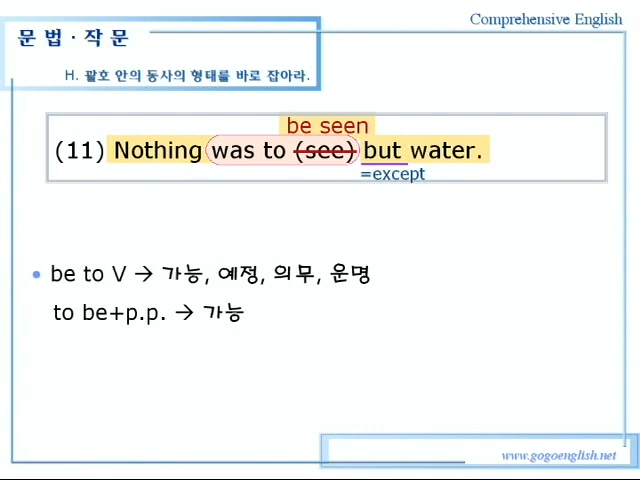 Comprehensive English
문법·작문
H. 괄호 안의 동사의 형태를 바로 잡아라.
be seen
(11) Nothing was to (see) but water.
=except
• be to V → 가능, 예정, 의무, 운명
to be+p.p. → 가능
www.gogoenglish.net